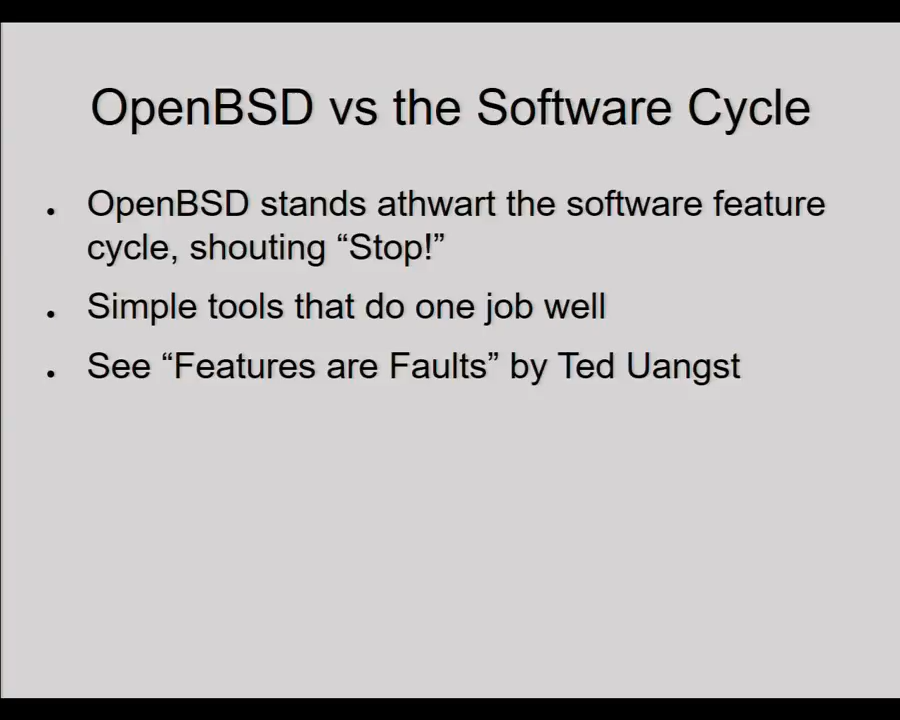 OpenBSD vs the Software Cycle
OpenBSD stands athwart the software feature
cycle, shouting “Stop!”
Simple tools that do one job well
See “Features are Faults” by Ted Uangst